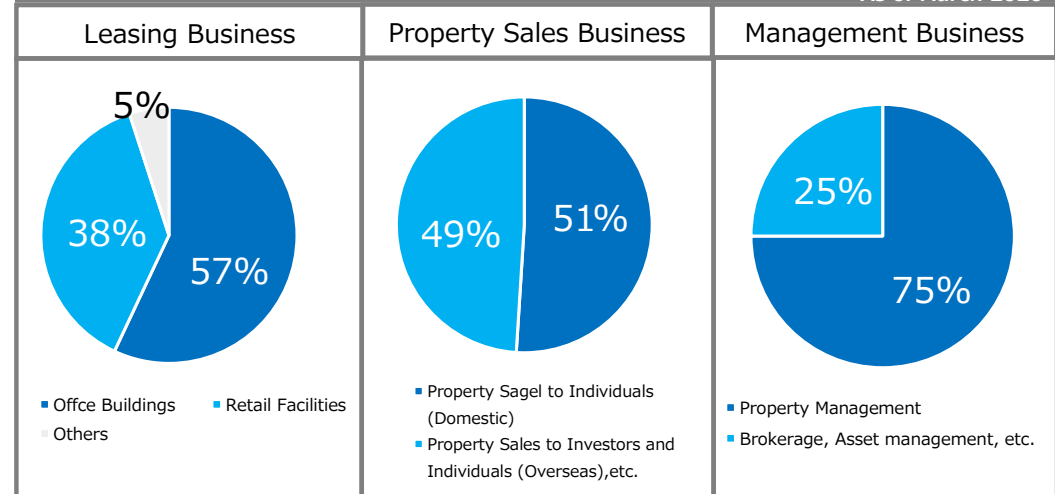 Leasing Business
Property Sales Business
Management Business
5%
38%
57%
49%
51%
25%
75%
Offce Buildings
Retail Facilities
Others
Property Sagel to Individuals
(Domestic)
Property Sales to Investors and
Individuals (Overseas),etc.
Property Management
Brokerage, Asset management, etc.